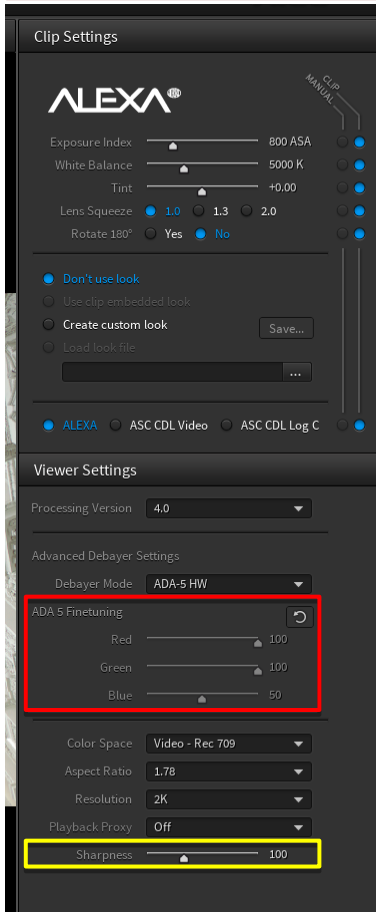 Clip Settings
ALEXA
MANUAL
CLIP
Exposure Index 800 ASA
White Balance 5000 K
Tint +0.00
Lens Squeeze 1.0 1.3 2.0
Rotate 180° Yes No
Don't use look
Use clip embedded look
Create custom look Save...
Load look file
...
ALEXA ASC CDL Video ASC CDL Log C
Viewer Settings
Processing Version 4.0
Advanced Debayer Settings
Debayer Mode ADA-5 HW
ADA 5 Finetuning
Red 100
Green 100
Blue 50
Color Space Video - Rec 709
Aspect Ratio 1.78
Resolution 2K
Playback Proxy Off
Sharpness 100